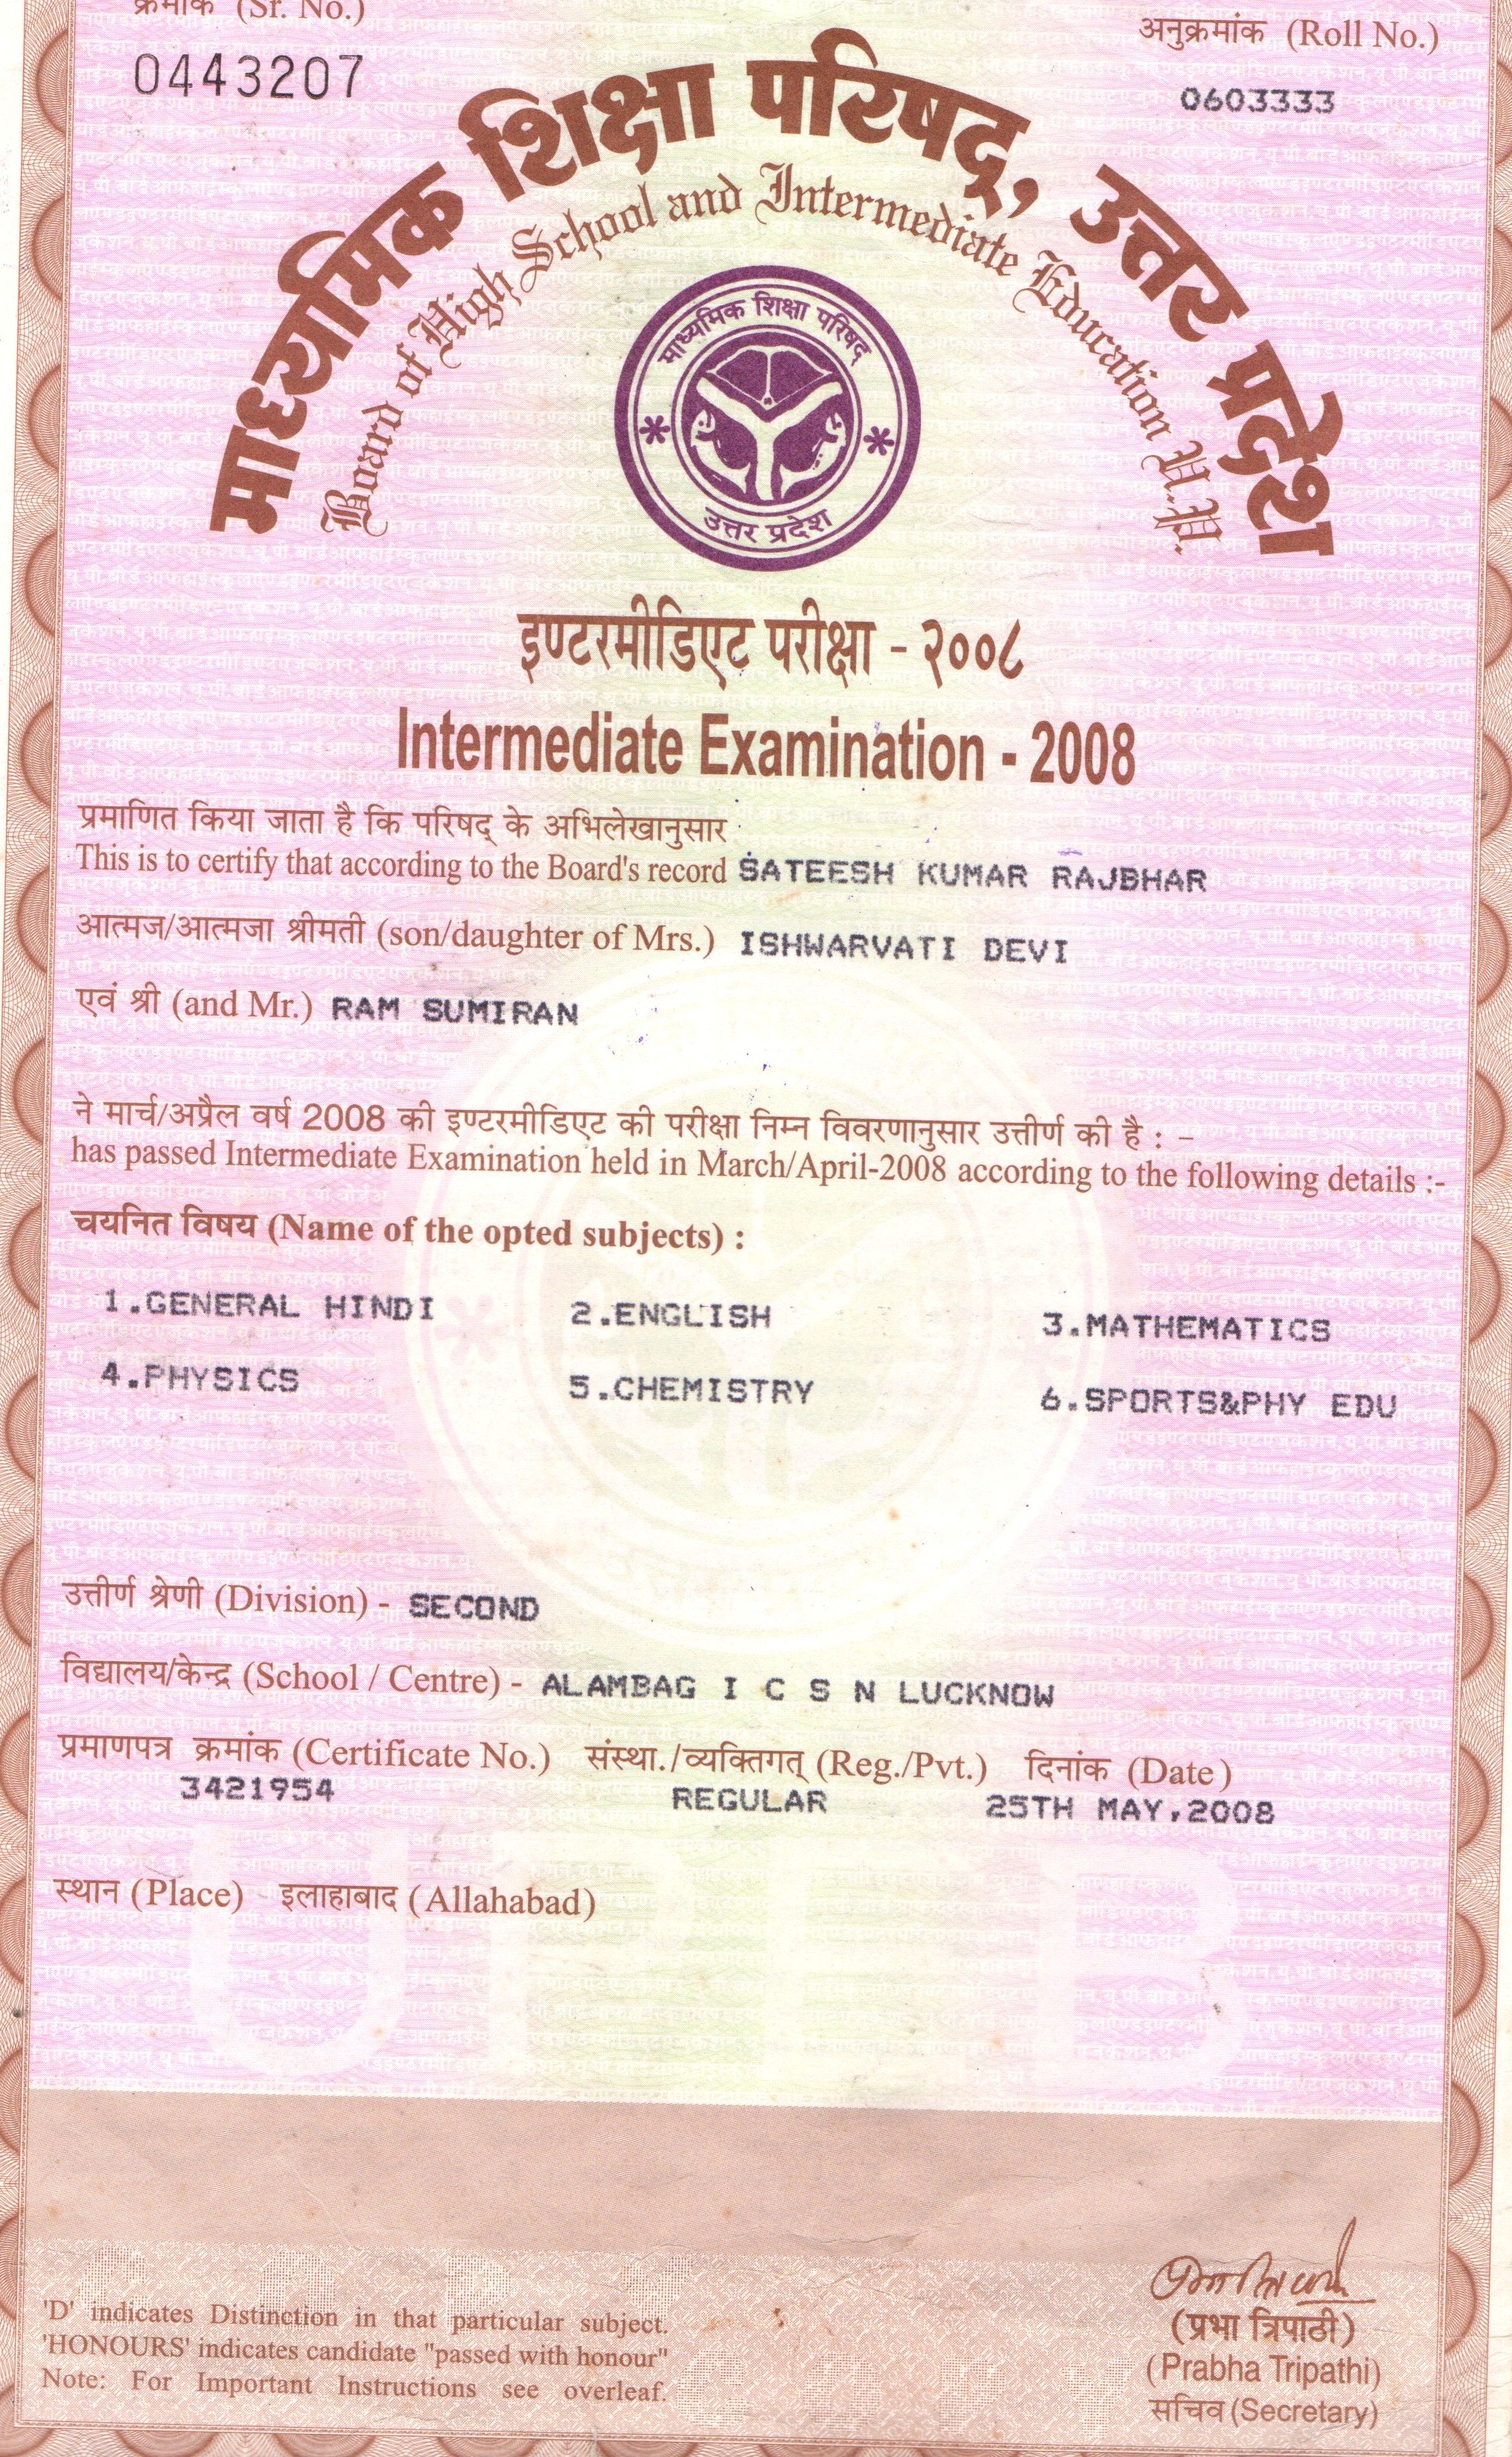 क्रमांक (Sr. No.)
0443207
अनुक्रमांक (Roll No.)
0603333
माध्यमिक शिक्षा परिषद्, उत्तर प्रदेश
Board of High School and Intermediate Education U.P.
माध्यमिक शिक्षा परिषद्
उत्तर प्रदेश
इण्टरमीडिएट परीक्षा - २००८
Intermediate Examination - 2008
प्रमाणित किया जाता है कि परिषद् के अभिलेखानुसार
This is to certify that according to the Board's record SATEESH KUMAR RAJBHAR
आत्मज/आत्मजा श्रीमती (son/daughter of Mrs.) ISHWARVATI DEVI
एवं श्री (and Mr.) RAM SUMIRAN
ने मार्च/अप्रैल वर्ष 2008 की इण्टरमीडिएट की परीक्षा निम्न विवरणानुसार उत्तीर्ण की है : –
has passed Intermediate Examination held in March/April-2008 according to the following details :-
चयनित विषय (Name of the opted subjects) :
1.GENERAL HINDI 2.ENGLISH 3.MATHEMATICS
4.PHYSICS 5.CHEMISTRY 6.SPORTS&PHY EDU
उत्तीर्ण श्रेणी (Division) - SECOND
विद्यालय/केन्द्र (School / Centre) - ALAMBAG I C S N LUCKNOW
प्रमाणपत्र क्रमांक (Certificate No.) संस्था./व्यक्तिगत् (Reg./Pvt.) दिनांक (Date)
3421954 REGULAR 25TH MAY,2008
स्थान (Place) इलाहाबाद (Allahabad)
'D' indicates Distinction in that particular subject.
'HONOURS' indicates candidate "passed with honour"
Note: For Important Instructions see overleaf.
(प्रभा त्रिपाठी)
(Prabha Tripathi)
सचिव (Secretary)